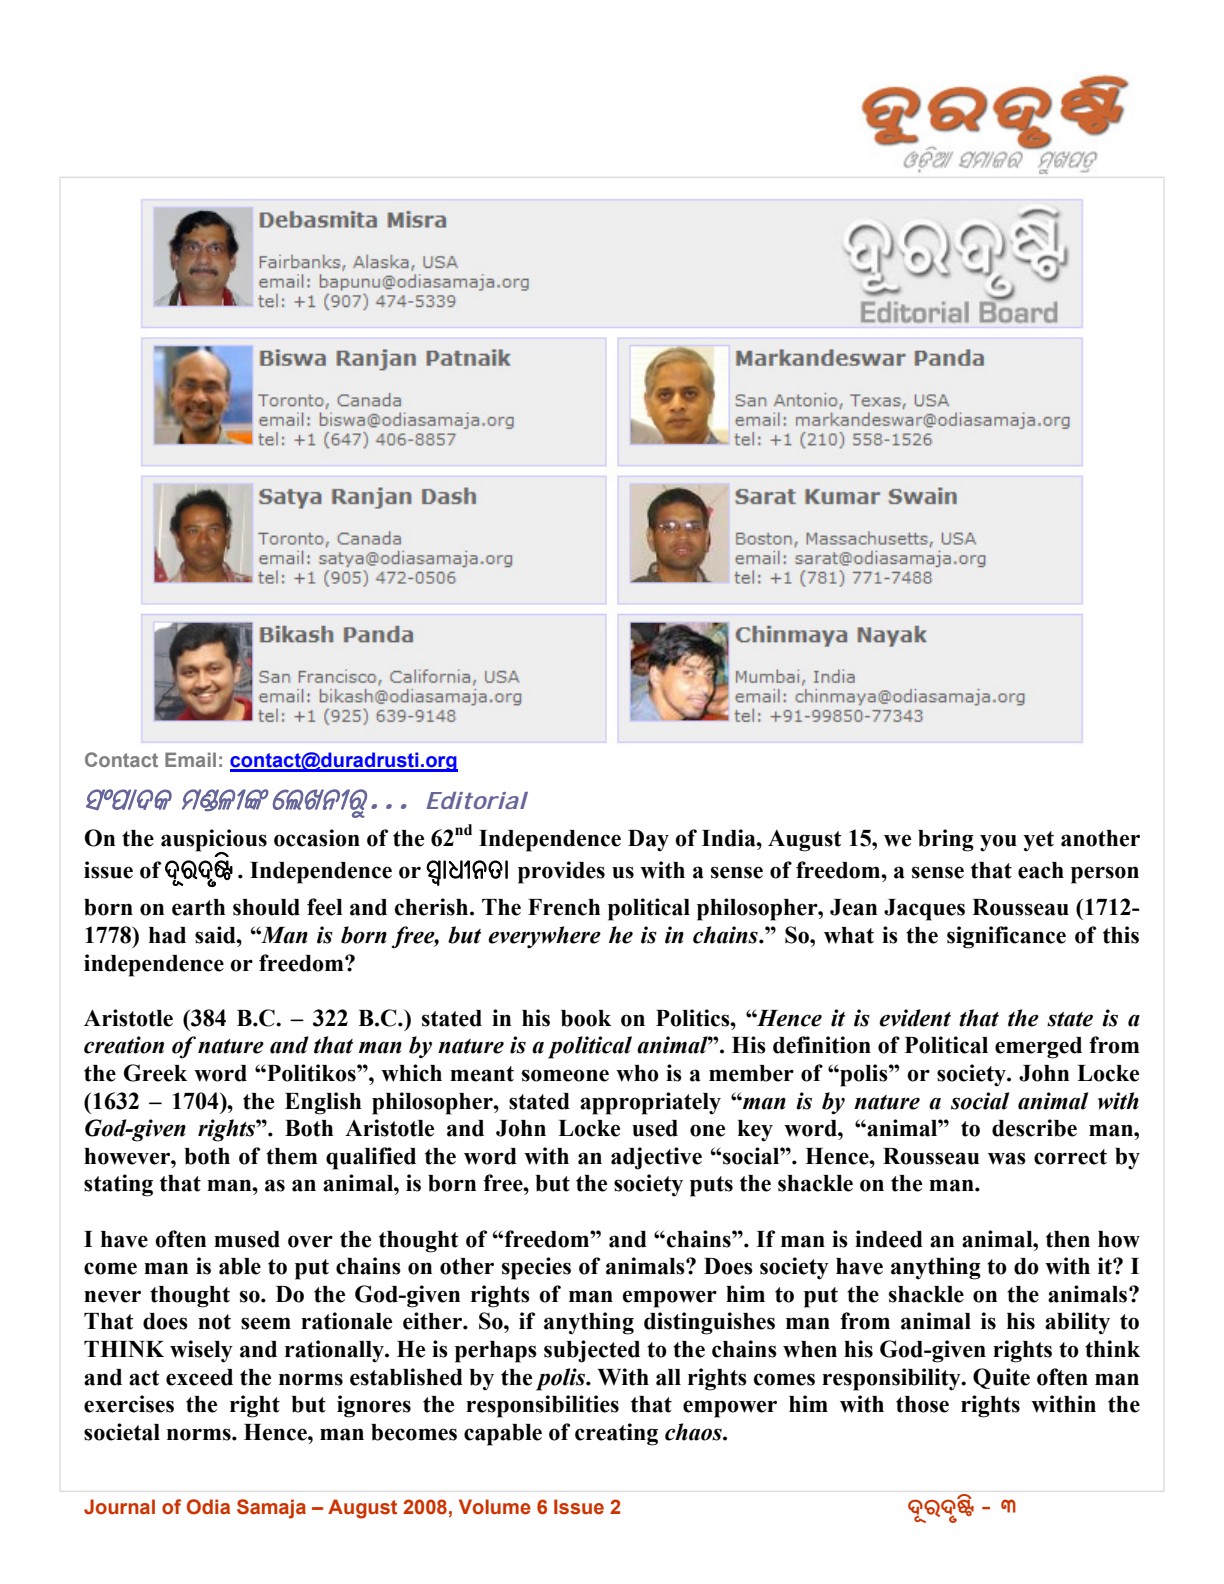 ଦୂରଦୃଷ୍ଟି
ଓଡ଼ିଆ ସମାଜର ମୁଖପତ୍ର
Debasmita Misra
Fairbanks, Alaska, USA
email: bapunu@odiasamaja.org
tel: +1 (907) 474-5339
ଦୂରଦୃଷ୍ଟି
Editorial Board
Biswa Ranjan Patnaik
Toronto, Canada
email: biswa@odiasamaja.org
tel: +1 (647) 406-8857
Markandeswar Panda
San Antonio, Texas, USA
email: markandeswar@odiasamaja.org
tel: +1 (210) 558-1526
Satya Ranjan Dash
Toronto, Canada
email: satya@odiasamaja.org
tel: +1 (905) 472-0506
Sarat Kumar Swain
Boston, Massachusetts, USA
email: sarat@odiasamaja.org
tel: +1 (781) 771-7488
Bikash Panda
San Francisco, California, USA
email: bikash@odiasamaja.org
tel: +1 (925) 639-9148
Chinmaya Nayak
Mumbai, India
email: chinmaya@odiasamaja.org
tel: +91-99850-77343
Contact Email: contact@duradrusti.org
ସଂପାଦକ ମଣ୍ଡଳୀଙ୍କ ଲେଖନୀରୁ... Editorial
On the auspicious occasion of the 62nd Independence Day of India, August 15, we bring you yet another
issue of ଦୂରଦୃଷ୍ଟି. Independence or ସ୍ୱାଧୀନତା provides us with a sense of freedom, a sense that each person
born on earth should feel and cherish. The French political philosopher, Jean Jacques Rousseau (1712-
1778) had said, “Man is born free, but everywhere he is in chains.” So, what is the significance of this
independence or freedom?
Aristotle (384 B.C. – 322 B.C.) stated in his book on Politics, “Hence it is evident that the state is a
creation of nature and that man by nature is a political animal”. His definition of Political emerged from
the Greek word “Politikos”, which meant someone who is a member of “polis” or society. John Locke
(1632 – 1704), the English philosopher, stated appropriately “man is by nature a social animal with
God-given rights”. Both Aristotle and John Locke used one key word, “animal” to describe man,
however, both of them qualified the word with an adjective “social”. Hence, Rousseau was correct by
stating that man, as an animal, is born free, but the society puts the shackle on the man.
I have often mused over the thought of “freedom” and “chains”. If man is indeed an animal, then how
come man is able to put chains on other species of animals? Does society have anything to do with it? I
never thought so. Do the God-given rights of man empower him to put the shackle on the animals?
That does not seem rationale either. So, if anything distinguishes man from animal is his ability to
THINK wisely and rationally. He is perhaps subjected to the chains when his God-given rights to think
and act exceed the norms established by the polis. With all rights comes responsibility. Quite often man
exercises the right but ignores the responsibilities that empower him with those rights within the
societal norms. Hence, man becomes capable of creating chaos.
Journal of Odia Samaja – August 2008, Volume 6 Issue 2
ଦୂରଦୃଷ୍ଟି - ୩